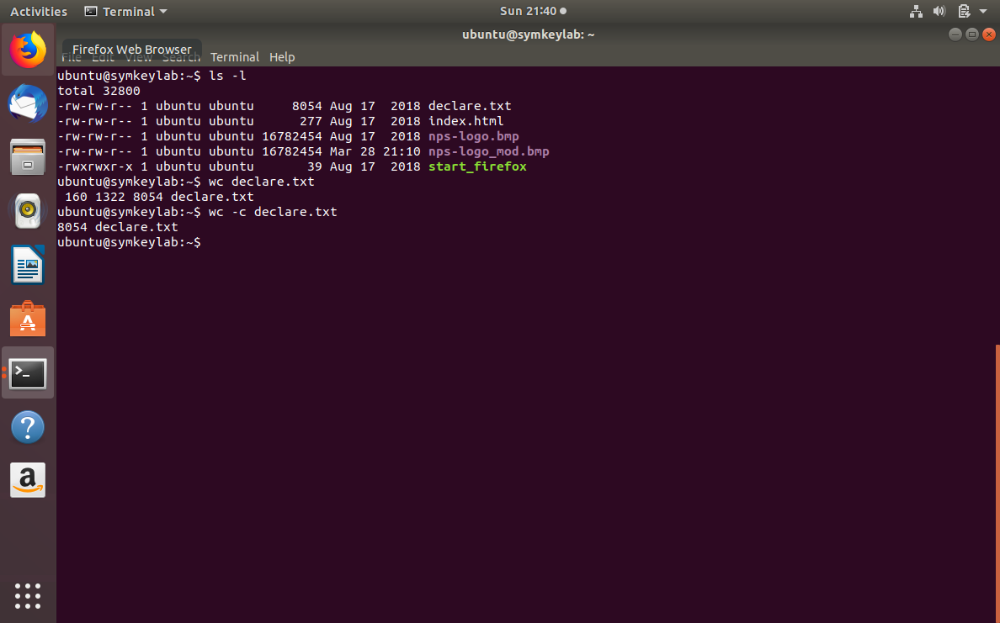 Activities Terminal Sun 21:40
ubuntu@symkeylab: ~
Firefox Web Browser
File Edit View Search Terminal Help
ubuntu@symkeylab:~$ ls -l
total 32800
-rw-rw-r-- 1 ubuntu ubuntu     8054 Aug 17  2018 declare.txt
-rw-rw-r-- 1 ubuntu ubuntu      277 Aug 17  2018 index.html
-rw-rw-r-- 1 ubuntu ubuntu 16782454 Aug 17  2018 nps-logo.bmp
-rw-rw-r-- 1 ubuntu ubuntu 16782454 Mar 28 21:10 nps-logo_mod.bmp
-rwxrwxr-x 1 ubuntu ubuntu       39 Aug 17  2018 start_firefox
ubuntu@symkeylab:~$ wc declare.txt
 160 1322 8054 declare.txt
ubuntu@symkeylab:~$ wc -c declare.txt
8054 declare.txt
ubuntu@symkeylab:~$